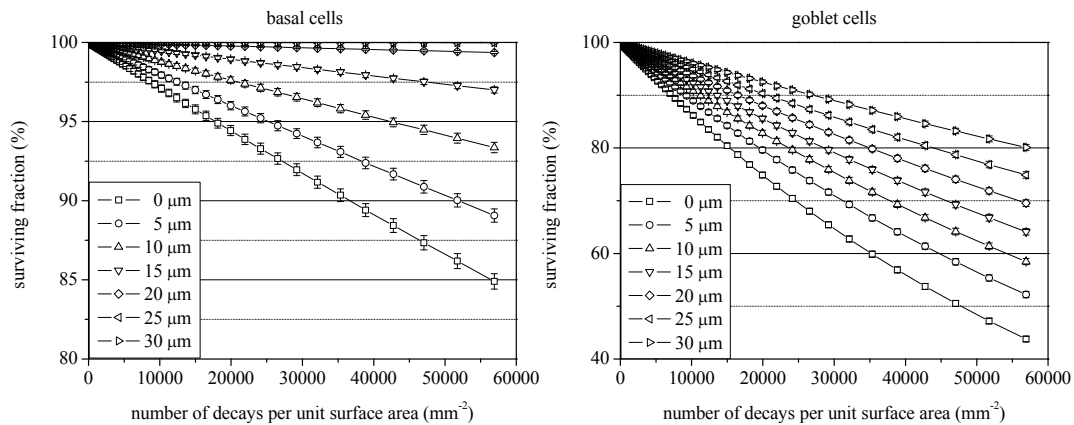 basal cells
100
95
90
85
80
surviving fraction (%)
0 μm
5 μm
10 μm
15 μm
20 μm
25 μm
30 μm
0 10000 20000 30000 40000 50000 60000
number of decays per unit surface area (mm⁻²)
goblet cells
100
80
60
40
surviving fraction (%)
0 μm
5 μm
10 μm
15 μm
20 μm
25 μm
30 μm
0 10000 20000 30000 40000 50000 60000
number of decays per unit surface area (mm⁻²)